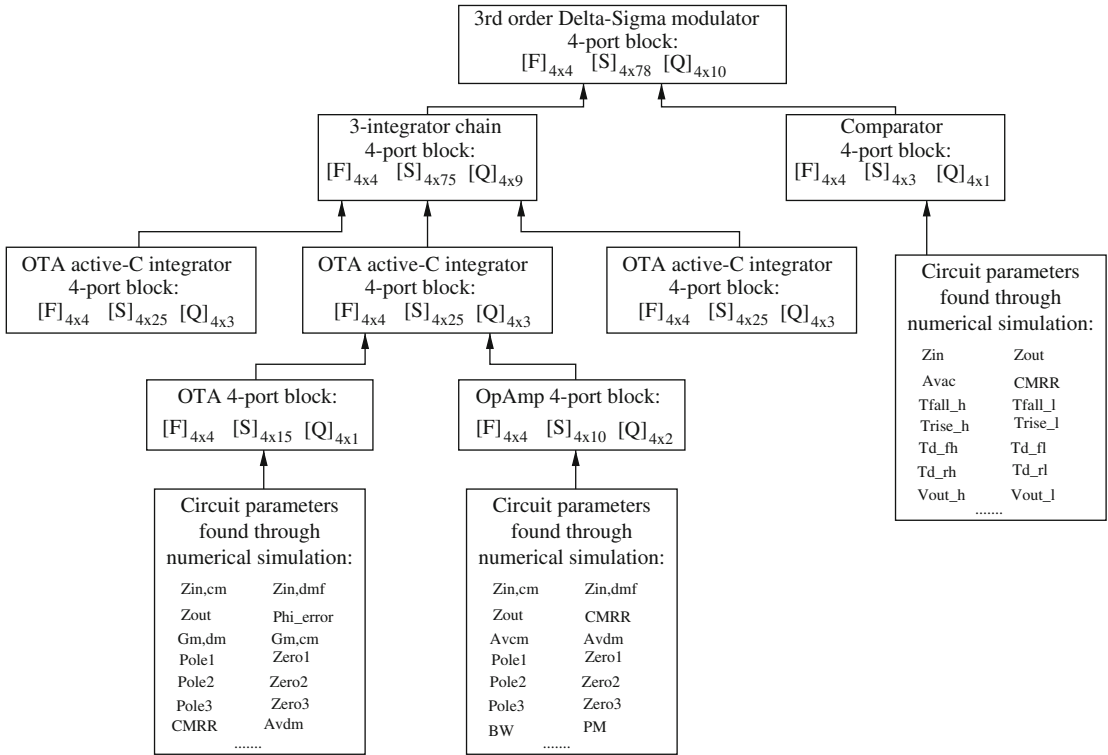 3rd order Delta-Sigma modulator
4-port block:
[F]4x4 [S]4x78 [Q]4x10
3-integrator chain
4-port block:
[F]4x4 [S]4x75 [Q]4x9
Comparator
4-port block:
[F]4x4 [S]4x3 [Q]4x1
OTA active-C integrator
4-port block:
[F]4x4 [S]4x25 [Q]4x3
OTA active-C integrator
4-port block:
[F]4x4 [S]4x25 [Q]4x3
OTA active-C integrator
4-port block:
[F]4x4 [S]4x25 [Q]4x3
Circuit parameters
found through
numerical simulation:
Zin Zout
Avac CMRR
Tfall_h Tfall_l
Trise_h Trise_l
Td_fh Td_fl
Td_rh Td_rl
Vout_h Vout_l
.......
OTA 4-port block:
[F]4x4 [S]4x15 [Q]4x1
OpAmp 4-port block:
[F]4x4 [S]4x10 [Q]4x2
Circuit parameters
found through
numerical simulation:
Zin,cm Zin,dmf
Zout Phi_error
Gm,dm Gm,cm
Pole1 Zero1
Pole2 Zero2
Pole3 Zero3
CMRR Avdm
.......
Circuit parameters
found through
numerical simulation:
Zin,cm Zin,dmf
Zout CMRR
Avcm Avdm
Pole1 Zero1
Pole2 Zero2
Pole3 Zero3
BW PM
.......